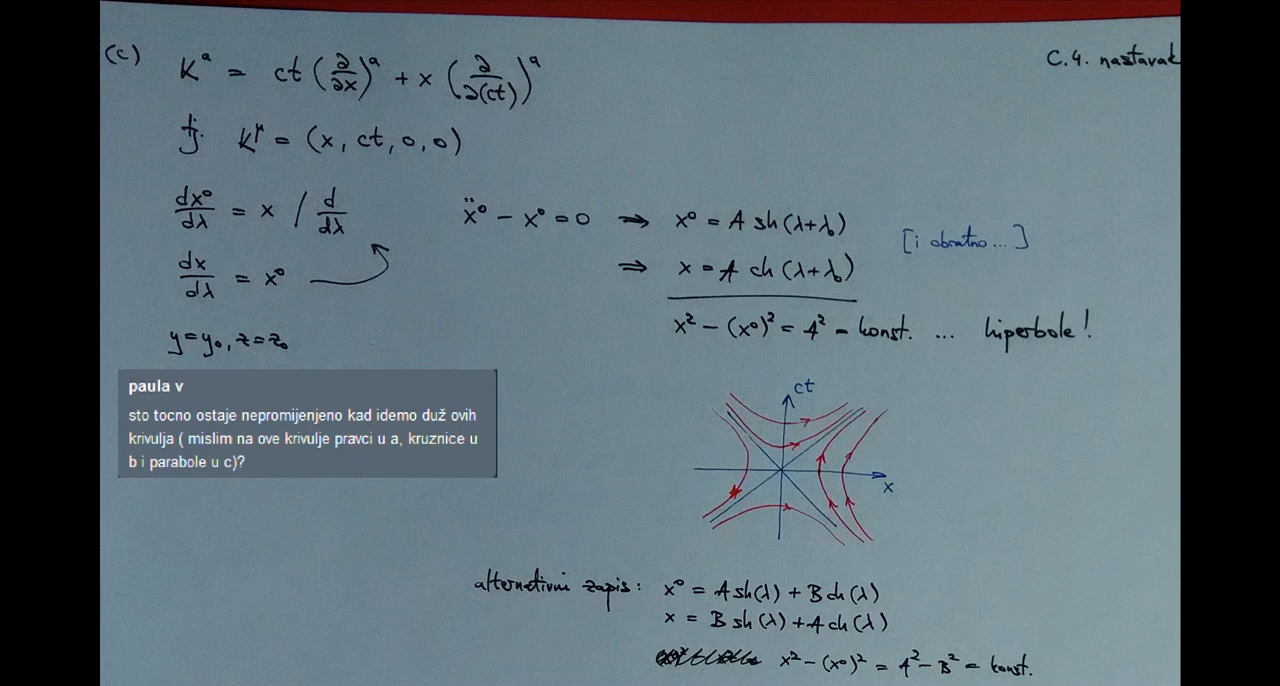 (c) K^a = ct (∂/∂x)^a + x (∂/∂(ct))^a
C.4. nastavak
tj. K^μ = (x, ct, 0, 0)
dx⁰/dλ = x / d/dλ
ẍ⁰ - x⁰ = 0 ⇒ x⁰ = A sh(λ+λ₀)
[i obratno...]
dx/dλ = x⁰
⇒ x = A ch(λ+λ₀)
x² - (x⁰)² = A² = konst. ... hiperbole!
y=y₀, z=z₀
paula v
sto tocno ostaje nepromijenjeno kad idemo duž ovih
krivulja ( mislim na ove krivulje pravci u a, kruznice u
b i parabole u c)?
ct
x
alternativni zapis: x⁰ = A sh(λ) + B ch(λ)
x = B sh(λ) + A ch(λ)
x² - (x⁰)² = A² - B² = konst.